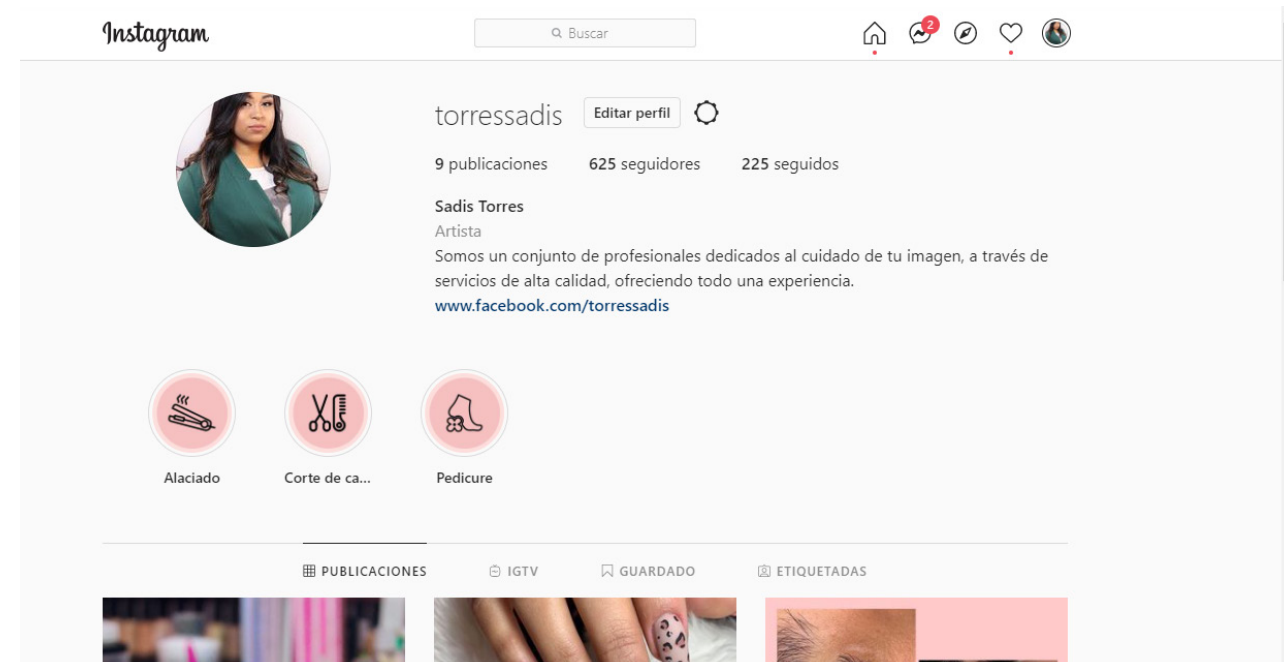 Instagram
Buscar
2
torressadis Editar perfil
9 publicaciones 625 seguidores 225 seguidos
Sadis Torres
Artista
Somos un conjunto de profesionales dedicados al cuidado de tu imagen, a través de
servicios de alta calidad, ofreciendo todo una experiencia.
www.facebook.com/torressadis
Alaciado Corte de ca... Pedicure
PUBLICACIONES IGTV GUARDADO ETIQUETADAS